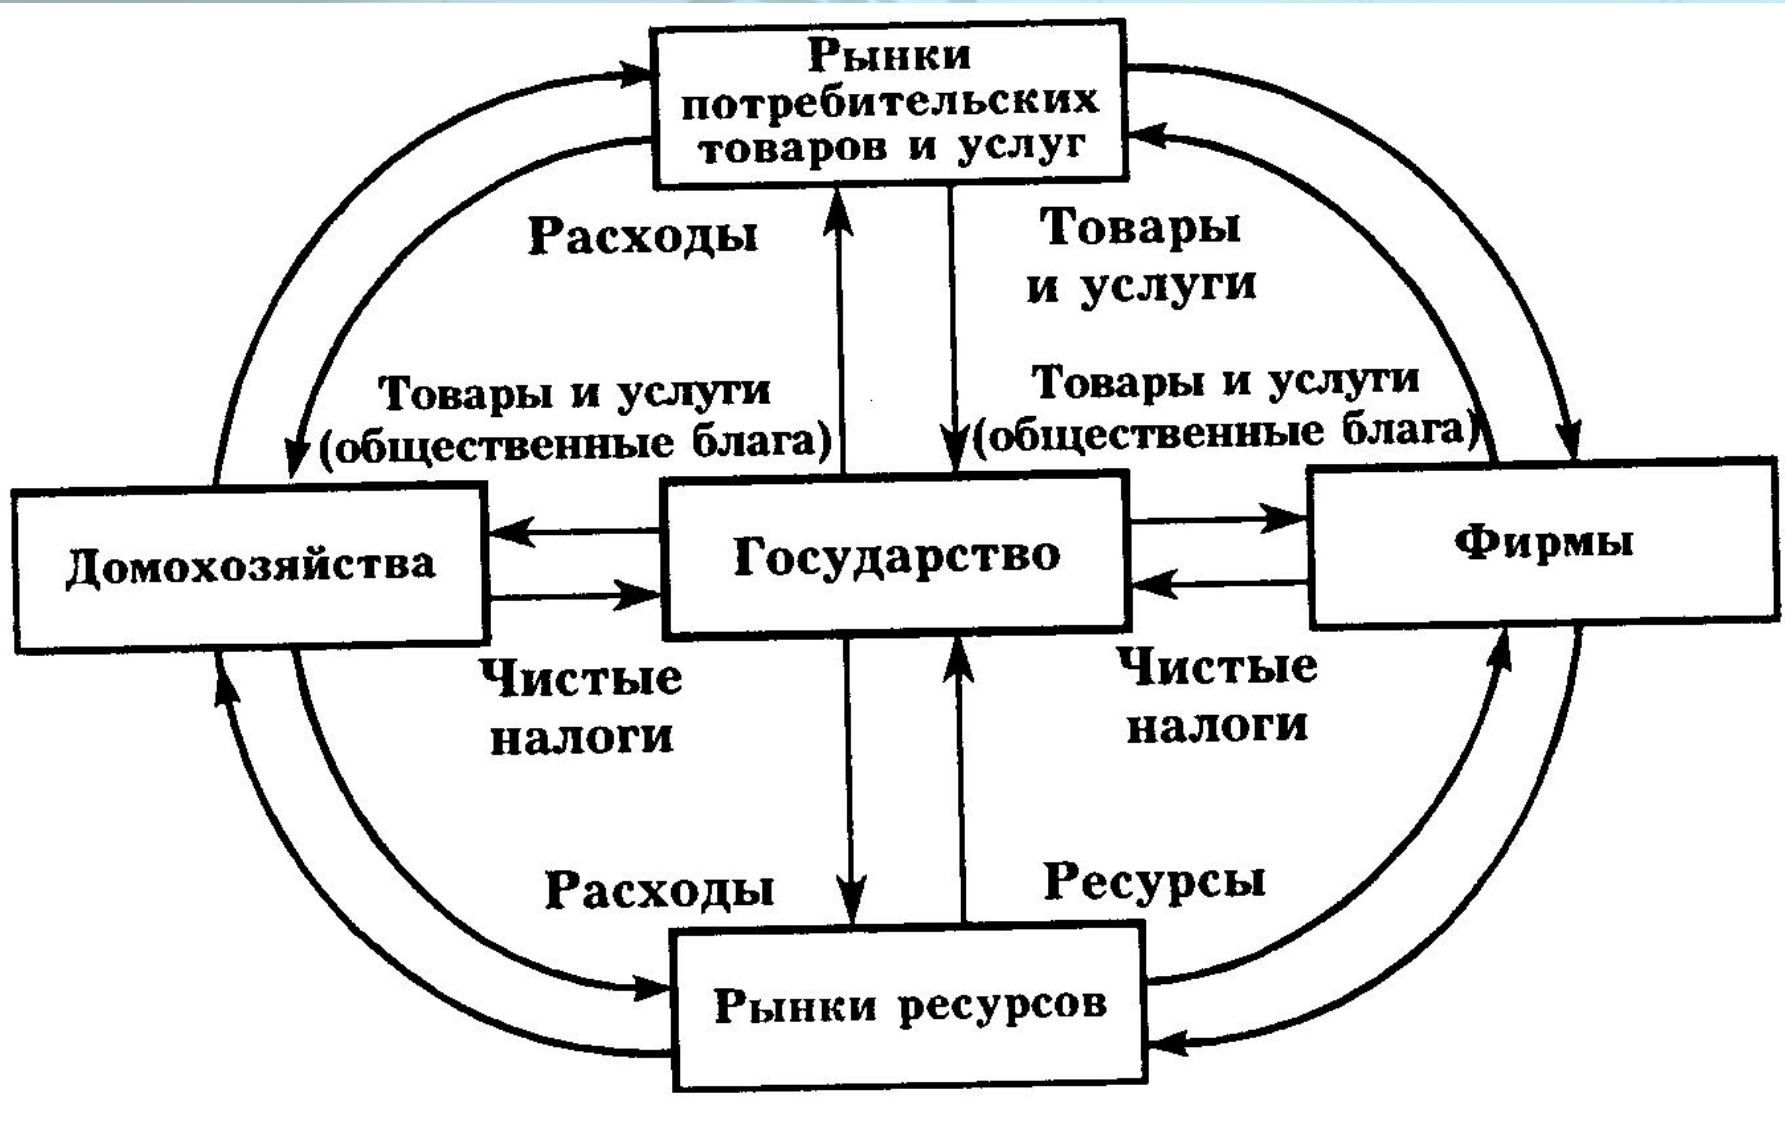 Рынки
потребительских
товаров и услуг
Расходы
Товары
и услуги
Товары и услуги
(общественные блага)
Товары и услуги
(общественные блага)
Домохозяйства
Государство
Фирмы
Чистые
налоги
Чистые
налоги
Расходы
Ресурсы
Рынки ресурсов